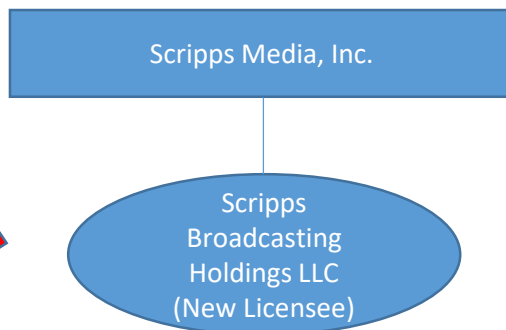 Scripps Media, Inc.
Scripps
Broadcasting
Holdings LLC
(New Licensee)